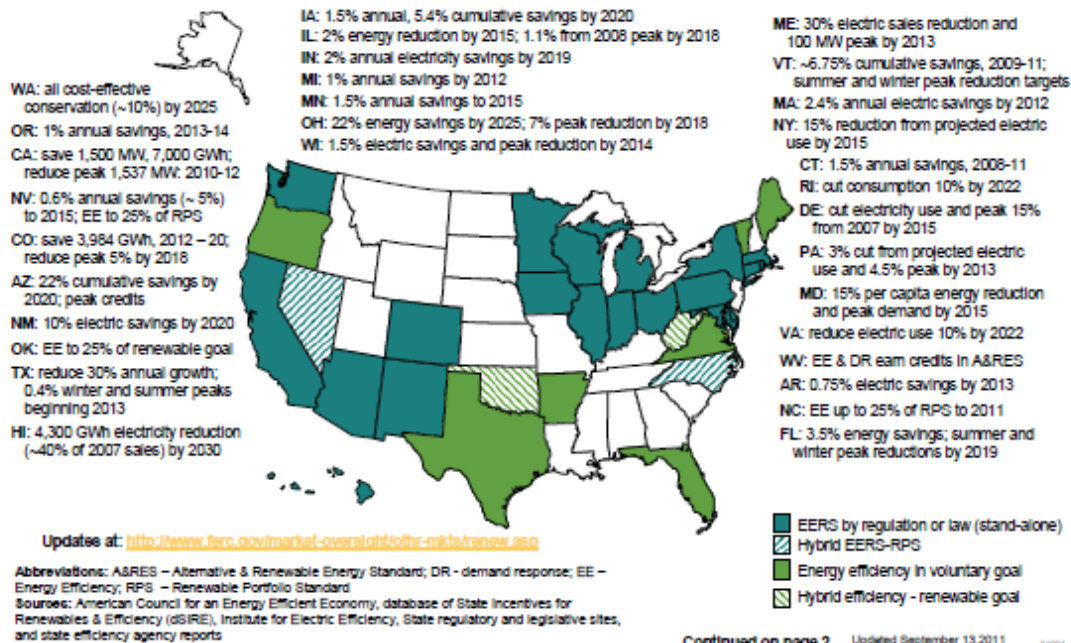 WA: all cost-effective
conservation (~10%) by 2025
OR: 1% annual savings, 2013-14
CA: save 1,500 MW, 7,000 GWh;
reduce peak 1,537 MW: 2010-12
NV: 0.6% annual savings (~ 5%)
to 2015; EE to 25% of RPS
CO: save 3,984 GWh, 2012 – 20;
reduce peak 5% by 2018
AZ: 22% cumulative savings by
2020; peak credits
NM: 10% electric savings by 2020
OK: EE to 25% of renewable goal
TX: reduce 30% annual growth;
0.4% winter and summer peaks
beginning 2013
HI: 4,300 GWh electricity reduction
(~40% of 2007 sales) by 2030
IA: 1.5% annual, 5.4% cumulative savings by 2020
IL: 2% energy reduction by 2015; 1.1% from 2008 peak by 2018
IN: 2% annual electricity savings by 2019
MI: 1% annual savings by 2012
MN: 1.5% annual savings to 2015
OH: 22% energy savings by 2025; 7% peak reduction by 2018
WI: 1.5% electric savings and peak reduction by 2014
ME: 30% electric sales reduction and
100 MW peak by 2013
VT: ~6.75% cumulative savings, 2009-11;
summer and winter peak reduction targets
MA: 2.4% annual electric savings by 2012
NY: 15% reduction from projected electric
use by 2015
CT: 1.5% annual savings, 2008-11
RI: cut consumption 10% by 2022
DE: cut electricity use and peak 15%
from 2007 by 2015
PA: 3% cut from projected electric
use and 4.5% peak by 2013
MD: 15% per capita energy reduction
and peak demand by 2015
VA: reduce electric use 10% by 2022
WV: EE & DR earn credits in A&RES
AR: 0.75% electric savings by 2013
NC: EE up to 25% of RPS to 2011
FL: 3.5% energy savings; summer and
winter peak reductions by 2019
EERS by regulation or law (stand-alone)
Hybrid EERS-RPS
Energy efficiency in voluntary goal
Hybrid efficiency - renewable goal
Updates at: http://www.ferc.gov/market-oversight/othr-mkts/renew.asp
Abbreviations: A&RES – Alternative & Renewable Energy Standard; DR - demand response; EE –
Energy Efficiency; RPS – Renewable Portfolio Standard
Sources: American Council for an Energy Efficient Economy, database of State Incentives for
Renewables & Efficiency (dSIRE), Institute for Electric Efficiency, State regulatory and legislative sites,
and state efficiency agency reports
Continued on page 2 Updated September 13,2011